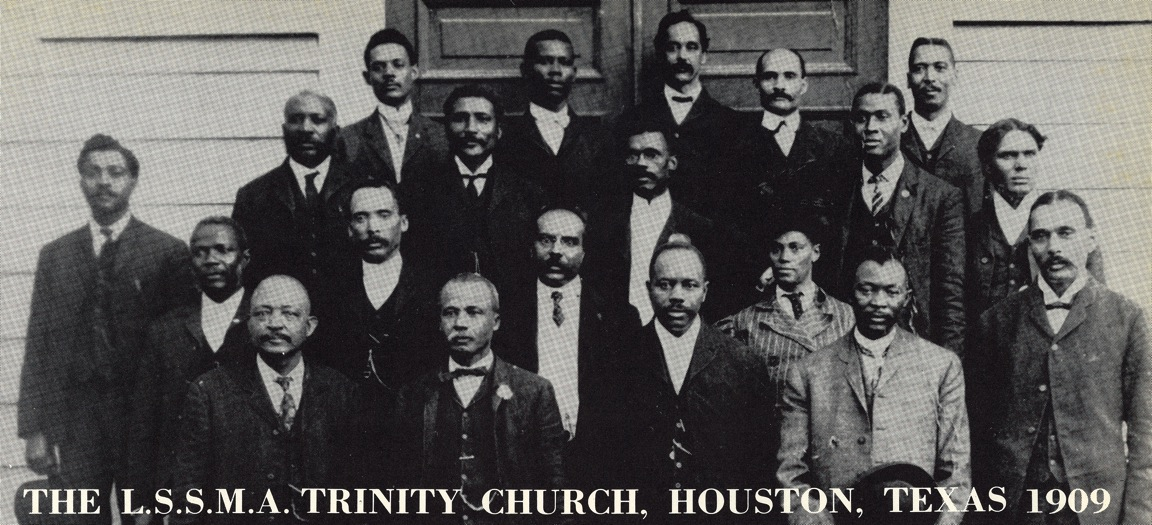 THE L.S.S.M.A. TRINITY CHURCH, HOUSTON, TEXAS 1909